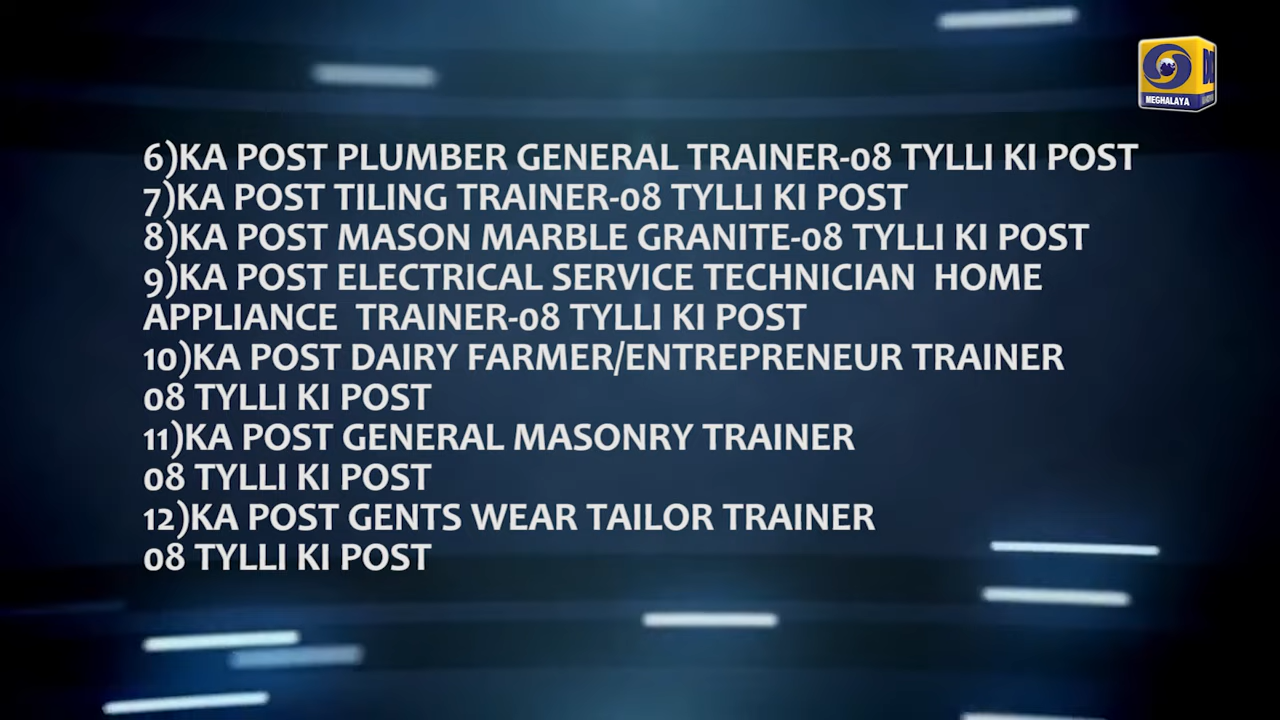 MEGHALAYA
6)KA POST PLUMBER GENERAL TRAINER-08 TYLLI KI POST
7)KA POST TILING TRAINER-08 TYLLI KI POST
8)KA POST MASON MARBLE GRANITE-08 TYLLI KI POST
9)KA POST ELECTRICAL SERVICE TECHNICIAN HOME
APPLIANCE TRAINER-08 TYLLI KI POST
10)KA POST DAIRY FARMER/ENTREPRENEUR TRAINER
08 TYLLI KI POST
11)KA POST GENERAL MASONRY TRAINER
08 TYLLI KI POST
12)KA POST GENTS WEAR TAILOR TRAINER
08 TYLLI KI POST